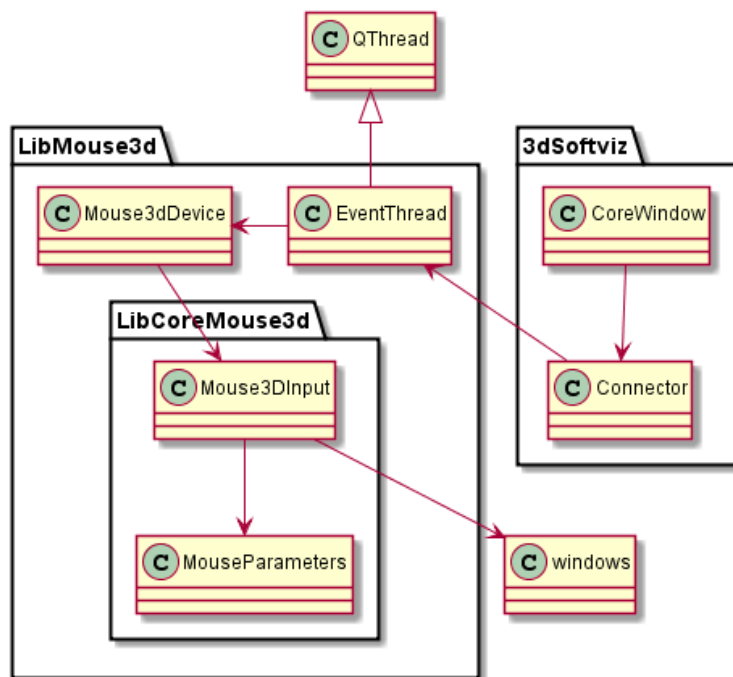 C QThread
LibMouse3d
3dSoftviz
C Mouse3dDevice
C EventThread
C CoreWindow
LibCoreMouse3d
C Mouse3DInput
C Connector
C MouseParameters
C windows